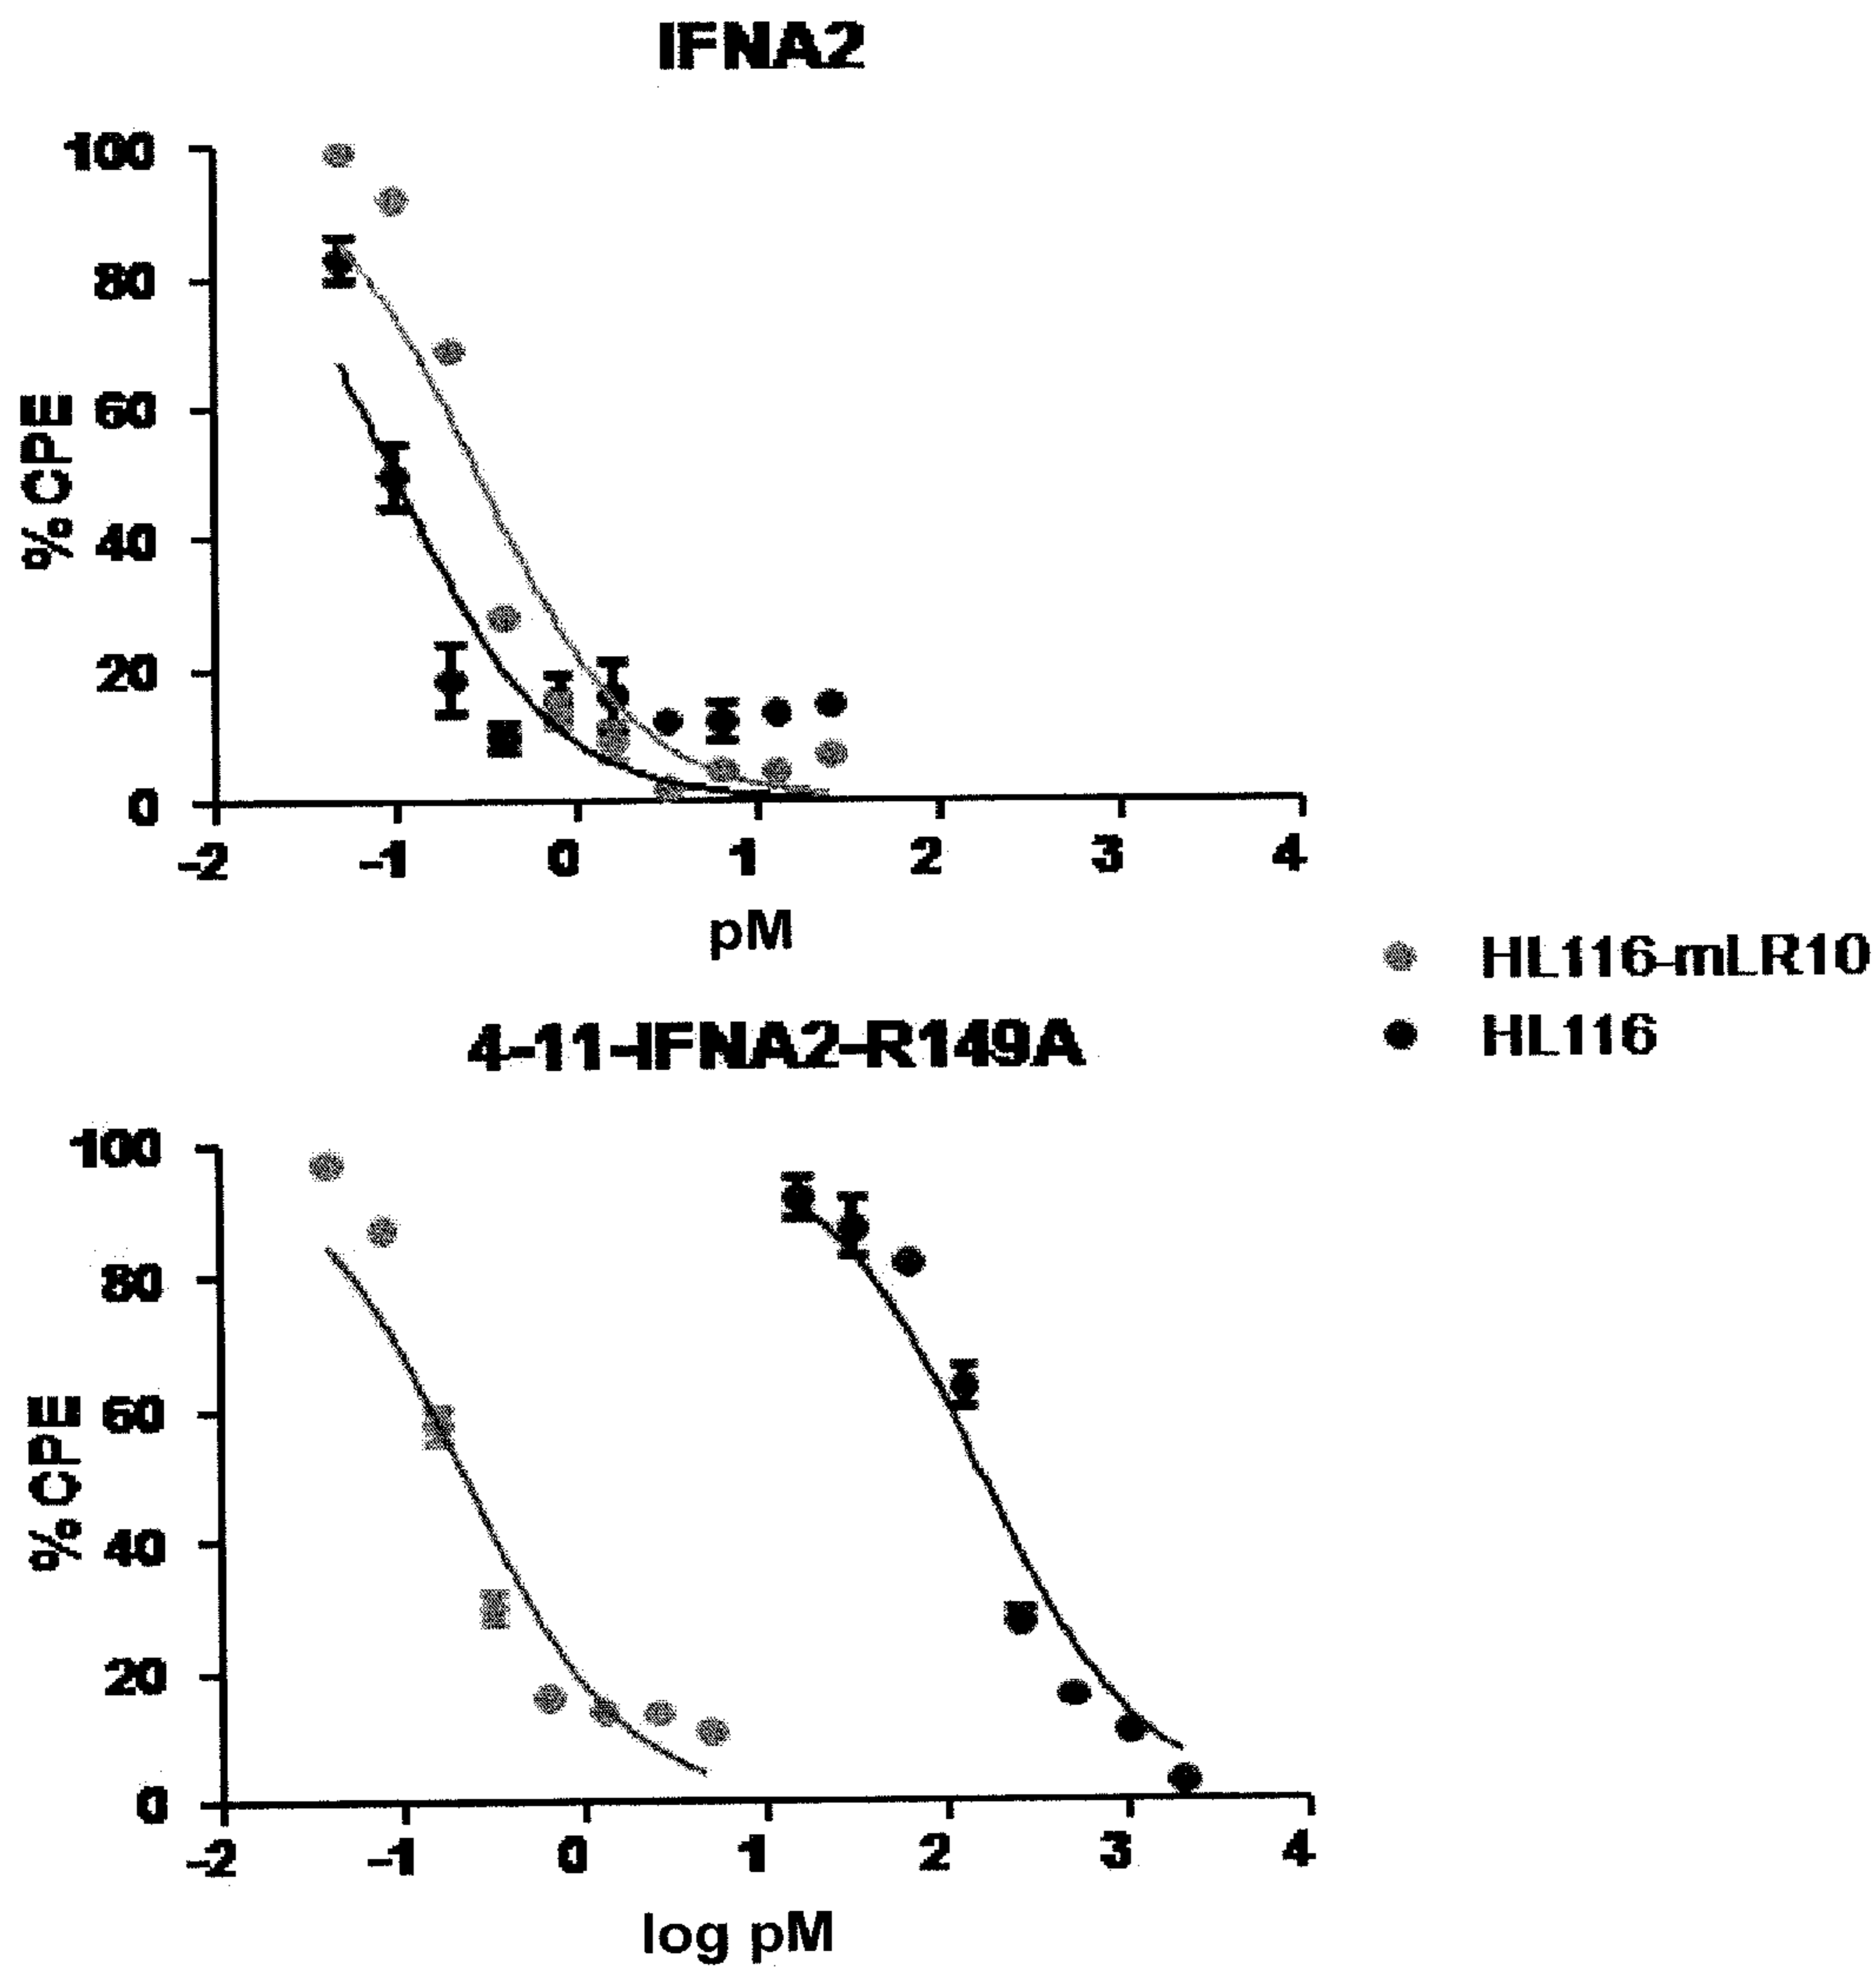 IFNA2
100
80
60
40
20
0
% CPE
-2 -1 0 1 2 3 4
pM
HL116-mLR10
HL116
4-11-IFNA2-R149A
100
80
60
40
20
0
% CPE
-2 -1 0 1 2 3 4
log pM